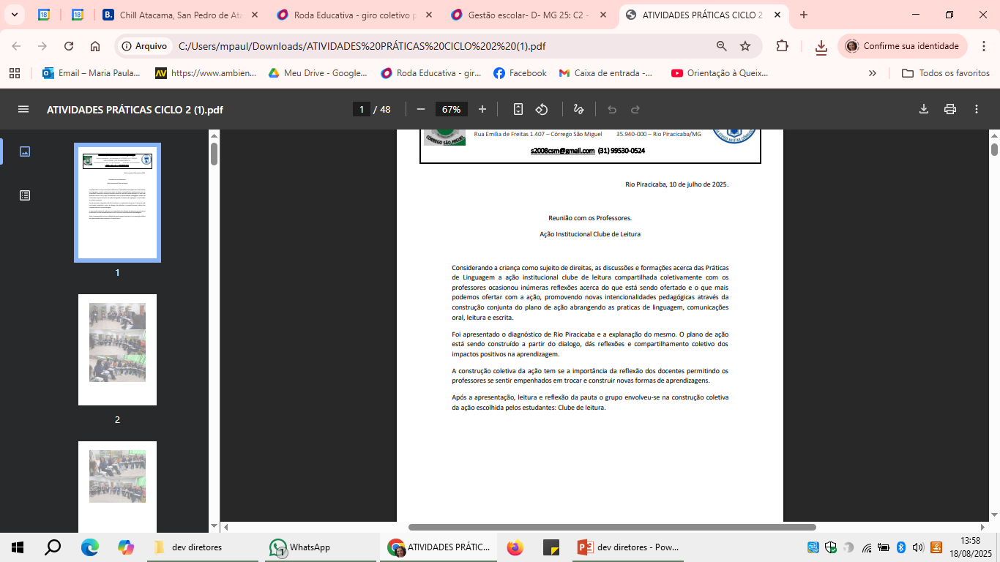 18
18
Chill Atacama, San Pedro de Ata
Roda Educativa - giro coletivo p
Gestão escolar- D- MG 25: C2 -
ATIVIDADES PRÁTICAS CICLO 2
Arquivo
C:/Users/mpaul/Downloads/ATIVIDADES%20PRÁTICAS%20CICLO%202%20(1).pdf
Confirme sua identidade
Email – Maria Paula...
https://www.ambien...
Meu Drive - Google...
Roda Educativa - gir...
Facebook
Caixa de entrada -...
Orientação à Queix...
Todos os favoritos
ATIVIDADES PRÁTICAS CICLO 2 (1).pdf
1 / 48
67%
1
2
CORREGO SÃO MIGUEL
Rua Emília de Freitas 1.407 – Córrego São Miguel 35.940-000 – Rio Piracicaba/MG
s2008csm@gmail.com (31) 99530-0524
Rio Piracicaba, 10 de julho de 2025.
Reunião com os Professores.
Ação Institucional Clube de Leitura
Considerando a criança como sujeito de direitas, as discussões e formações acerca das Práticas
de Linguagem a ação institucional clube de leitura compartilhada coletivamente com os
professores ocasionou inúmeras reflexões acerca do que está sendo ofertado e o que mais
podemos ofertar com a ação, promovendo novas intencionalidades pedagógicas através da
construção conjunta do plano de ação abrangendo as praticas de linguagem, comunicações
oral, leitura e escrita.
Foi apresentado o diagnóstico de Rio Piracicaba e a explanação do mesmo. O plano de ação
está sendo construído a partir do dialogo, dás reflexões e compartilhamento coletivo dos
impactos positivos na aprendizagem.
A construção coletiva da ação tem se a importância da reflexão dos docentes permitindo os
professores se sentir empenhados em trocar e construir novas formas de aprendizagens.
Após a apresentação, leitura e reflexão da pauta o grupo envolveu-se na construção coletiva
da ação escolhida pelos estudantes: Clube de leitura.
dev diretores
WhatsApp
1
ATIVIDADES PRÁTIC...
dev diretores - Pow...
13:58
18/08/2025